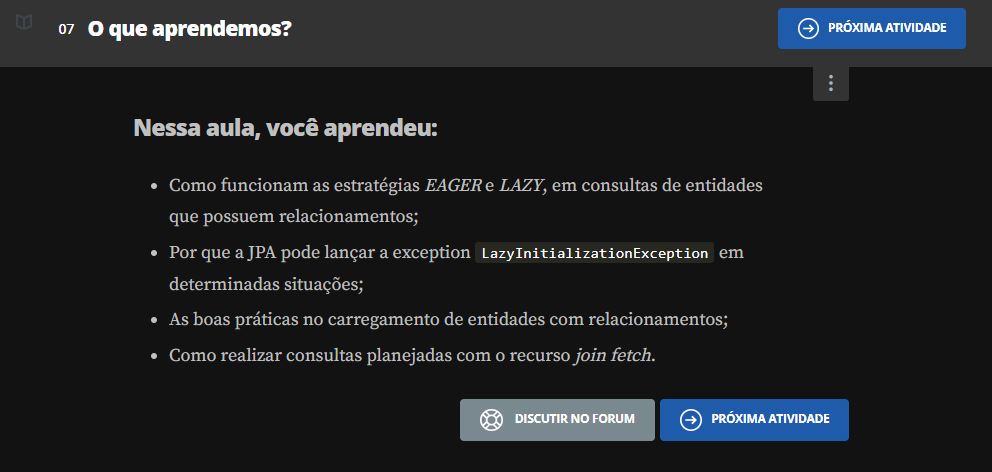 07 O que aprendemos?
PRÓXIMA ATIVIDADE
Nessa aula, você aprendeu:
• Como funcionam as estratégias EAGER e LAZY, em consultas de entidades
que possuem relacionamentos;
• Por que a JPA pode lançar a exception LazyInitializationException em
determinadas situações;
• As boas práticas no carregamento de entidades com relacionamentos;
• Como realizar consultas planejadas com o recurso join fetch.
DISCUTIR NO FORUM
PRÓXIMA ATIVIDADE